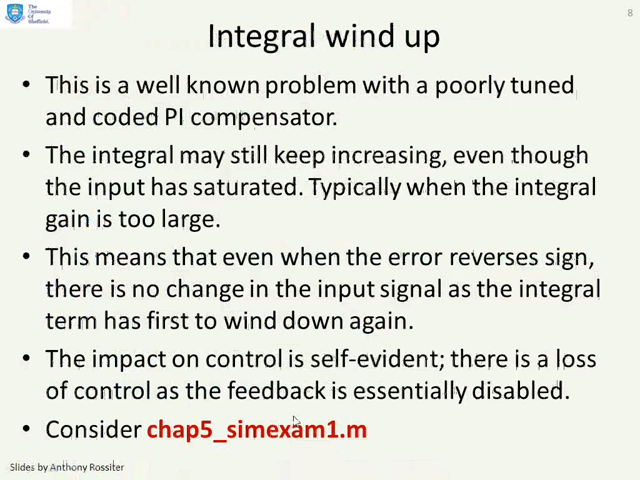 The
University
Of
Sheffield.
8
Integral wind up
• This is a well known problem with a poorly tuned
and coded PI compensator.
• The integral may still keep increasing, even though
the input has saturated. Typically when the integral
gain is too large.
• This means that even when the error reverses sign,
there is no change in the input signal as the integral
term has first to wind down again.
• The impact on control is self-evident; there is a loss
of control as the feedback is essentially disabled.
• Consider chap5_simexam1.m
Slides by Anthony Rossiter